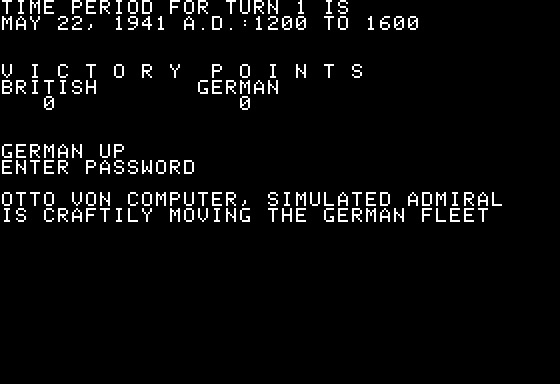 TIME PERIOD FOR TURN 1 IS
MAY 22, 1941 A.D.:1200 TO 1600
V I C T O R Y  P O I N T S
BRITISH GERMAN
0 0
GERMAN UP
ENTER PASSWORD
OTTO VON COMPUTER, SIMULATED ADMIRAL
IS CRAFTILY MOVING THE GERMAN FLEET